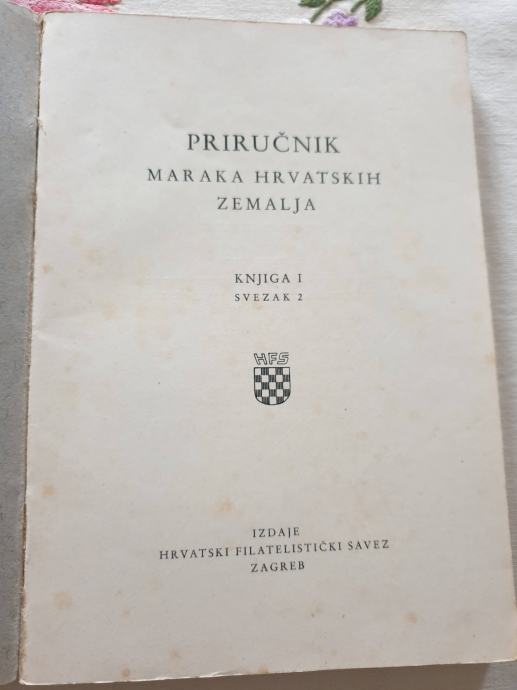 PRIRUČNIK
MARAKA HRVATSKIH
ZEMALJA
KNJIGA I
SVEZAK 2
HFS
IZDAJE
HRVATSKI FILATELISTIČKI SAVEZ
ZAGREB